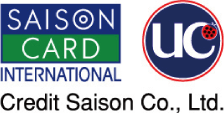 SAISON
CARD
INTERNATIONAL
UC
Credit Saison Co., Ltd.